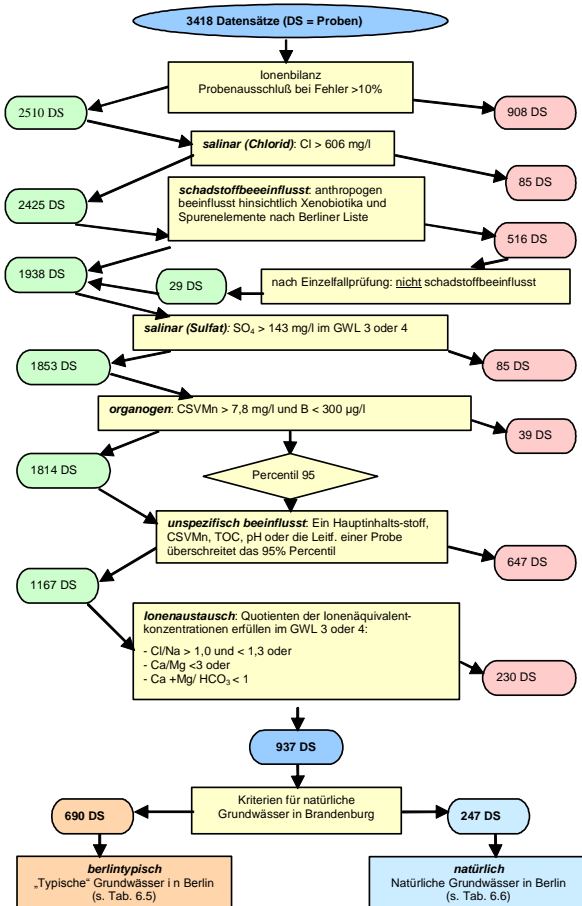 3418 Datensätze (DS = Proben)
Ionenbilanz
Probenausschluß bei Fehler >10%
2510 DS
908 DS
salinar (Chlorid): Cl > 606 mg/l
85 DS
2425 DS
schadstoffbeeeinflusst: anthropogen
beeinflusst hinsichtlich Xenobiotika und
Spurenelemente nach Berliner Liste
516 DS
1938 DS
29 DS
nach Einzelfallprüfung: nicht schadstoffbeeinflusst
salinar (Sulfat): SO4 > 143 mg/l im GWL 3 oder 4
1853 DS
85 DS
organogen: CSVMn > 7,8 mg/l und B < 300 µg/l
39 DS
1814 DS
Percentil 95
unspezifisch beeinflusst: Ein Hauptinhalts-stoff,
CSVMn, TOC, pH oder die Leitf. einer Probe
überschreitet das 95% Percentil
647 DS
1167 DS
Ionenaustausch: Quotienten der Ionenäquivalent-
konzentrationen erfüllen im GWL 3 oder 4:
- Cl/Na > 1,0 und < 1,3 oder
- Ca/Mg <3 oder
- Ca +Mg/ HCO3 < 1
230 DS
937 DS
Kriterien für natürliche
Grundwässer in Brandenburg
690 DS
247 DS
berlintypisch
„Typische“ Grundwässer i n Berlin
(s. Tab. 6.5)
natürlich
Natürliche Grundwässer in Berlin
(s. Tab. 6.6)